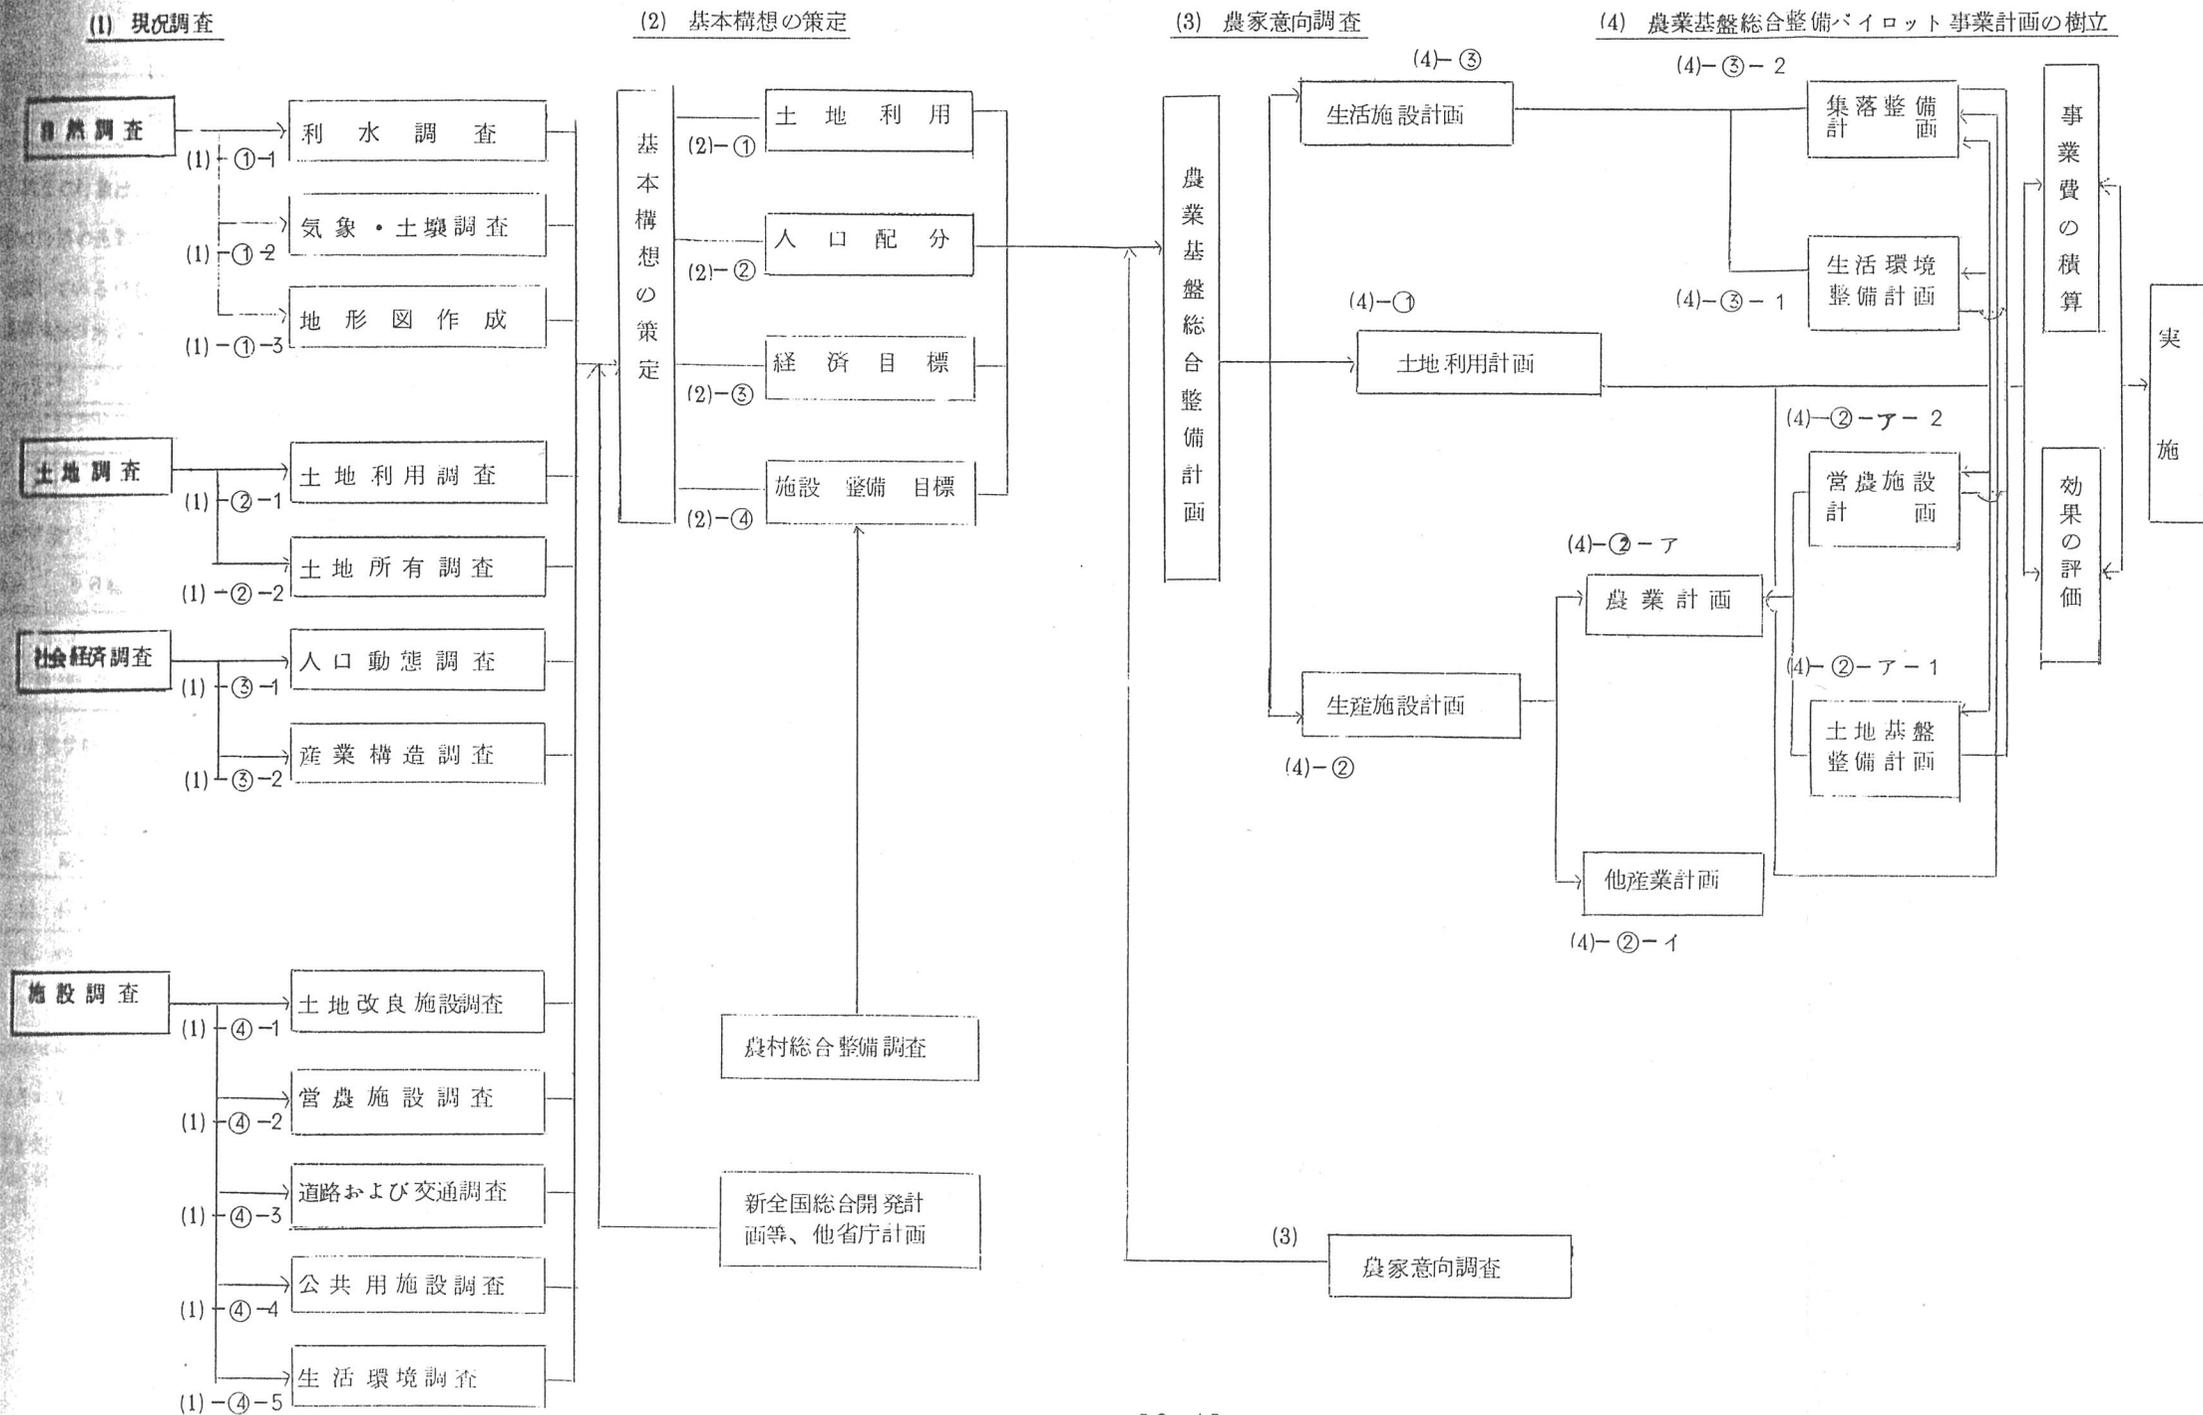 (1) 現況調査
自然調査
(1)-①-1
利水調査
(1)-①-2
気象・土壌調査
(1)-①-3
地形図作成
土地調査
(1)-②-1
土地利用調査
(1)-②-2
土地所有調査
社会経済調査
(1)-③-1
人口動態調査
(1)-③-2
産業構造調査
施設調査
(1)-④-1
土地改良施設調査
(1)-④-2
営農施設調査
(1)-④-3
道路および交通調査
(1)-④-4
公共用施設調査
(1)-④-5
生活環境調査
(2) 基本構想の策定
基本構想の策定
(2)-①
土地利用
(2)-②
人口配分
(2)-③
経済目標
(2)-④
施設整備目標
農村総合整備調査
新全国総合開発計
画等、他省庁計画
(3) 農家意向調査
農業基盤総合整備計画
(3)
農家意向調査
(4) 農業基盤総合整備パイロット事業計画の樹立
(4)-③
生活施設計画
(4)-①
土地利用計画
生産施設計画
(4)-②
(4)-②-ア
農業計画
他産業計画
(4)-②-イ
(4)-③-2
集落整備
計画
(4)-③-1
生活環境
整備計画
(4)-②-ア-2
営農施設
計画
(4)-②-ア-1
土地基盤
整備計画
事業費の積算
効果の評価
実施